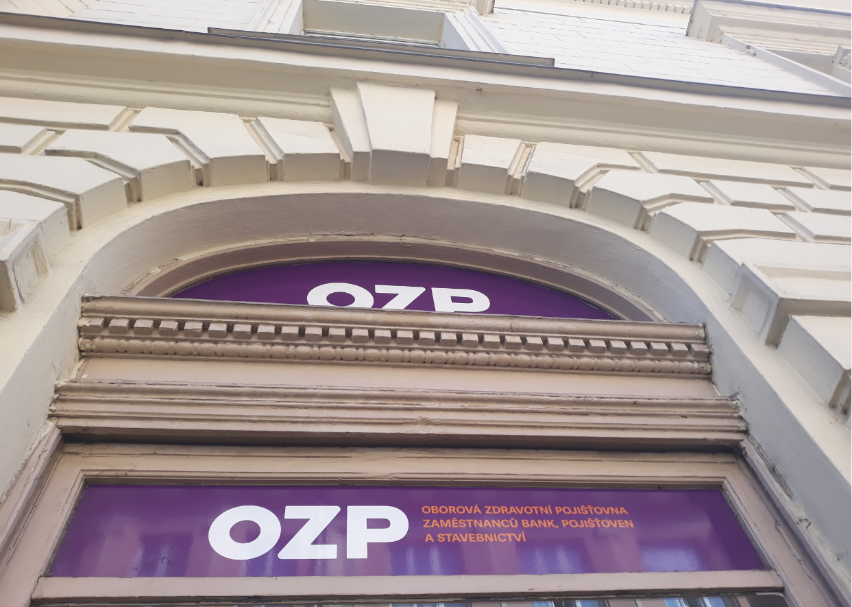 OZP
OZP
OBOROVÁ ZDRAVOTNÍ POJIŠŤOVNA
ZAMĚSTNANCŮ BANK, POJIŠŤOVEN
A STAVEBNICTVÍ